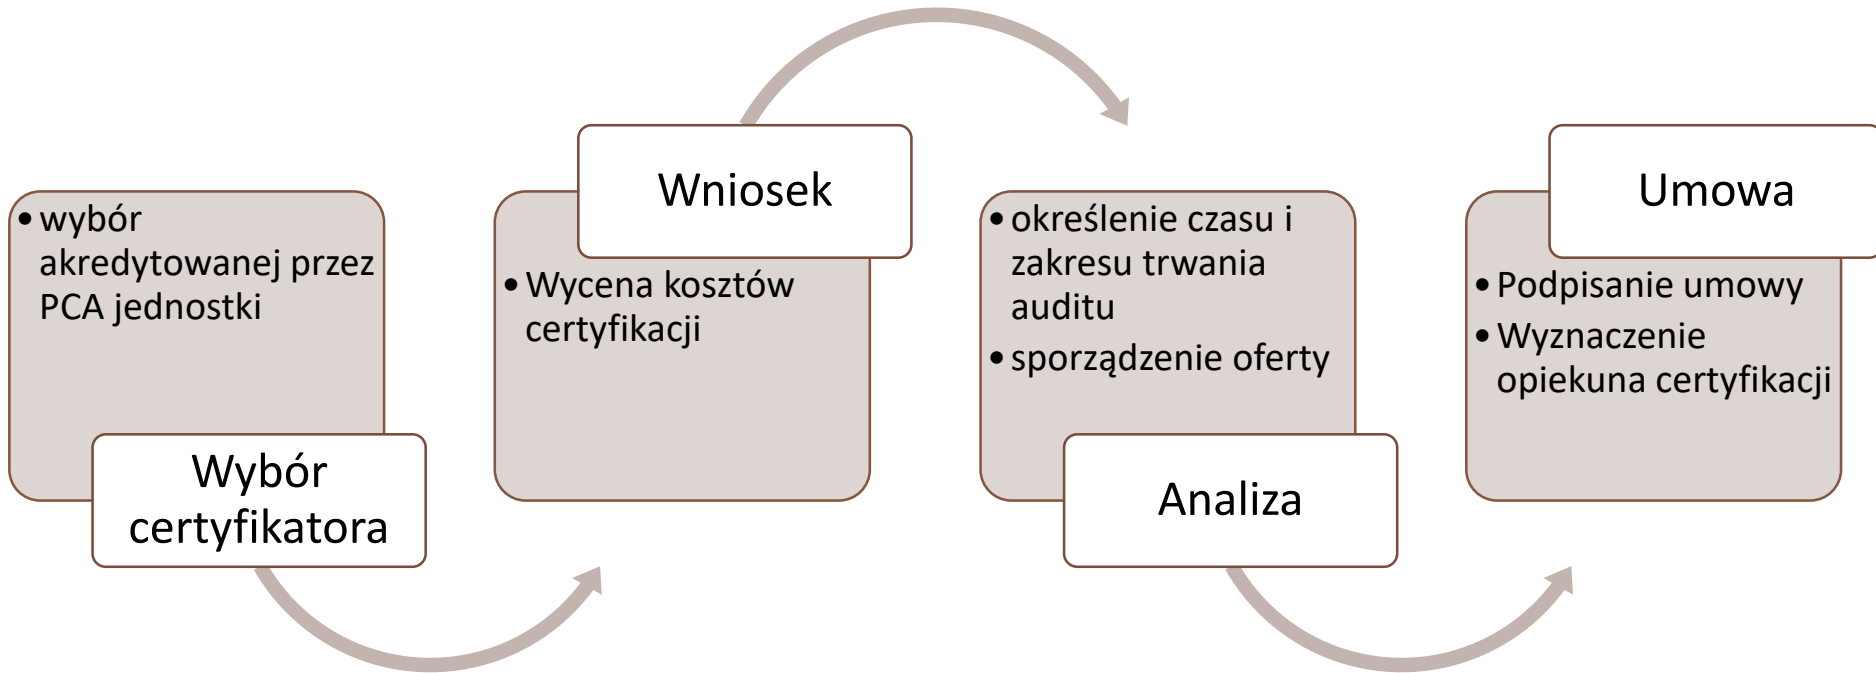 • wybór
akredytowanej przez
PCA jednostki
Wybór
certyfikatora
Wniosek
• Wycena kosztów
certyfikacji
• określenie czasu i
zakresu trwania
auditu
• sporządzenie oferty
Analiza
Umowa
• Podpisanie umowy
• Wyznaczenie
opiekuna certyfikacji